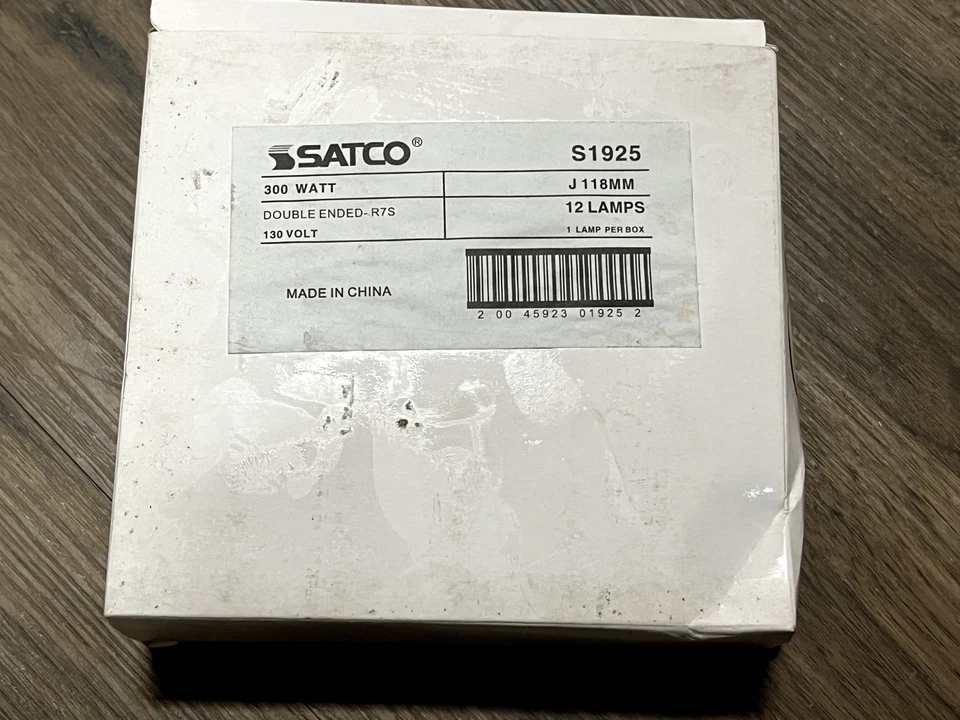 SATCO®
S1925
300 WATT
J 118MM
DOUBLE ENDED- R7S
12 LAMPS
130 VOLT
1 LAMP PER BOX
MADE IN CHINA
2 00 45923 01925 2